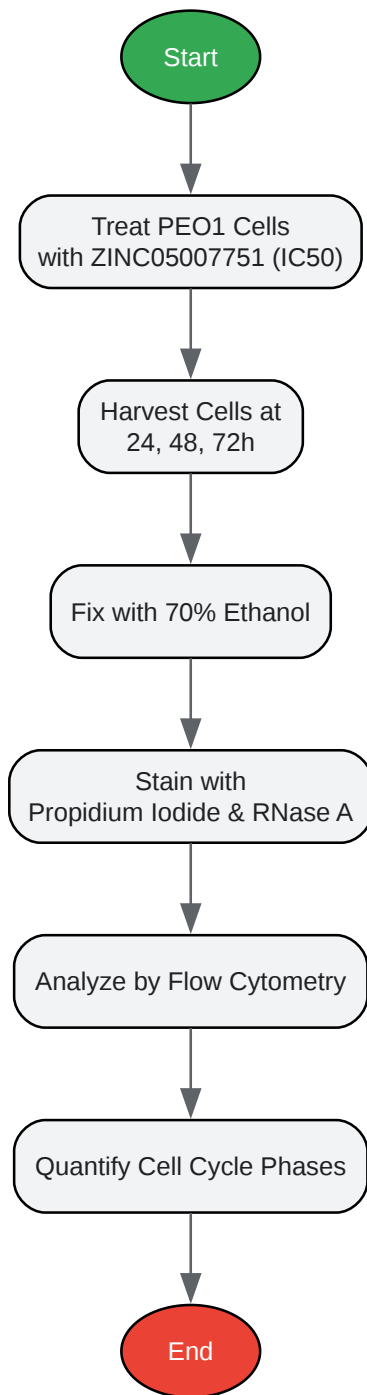 Start
Treat PEO1 Cells
with ZINC05007751 (IC50)
Harvest Cells at
24, 48, 72h
Fix with 70% Ethanol
Stain with
Propidium Iodide & RNase A
Analyze by Flow Cytometry
Quantify Cell Cycle Phases
End